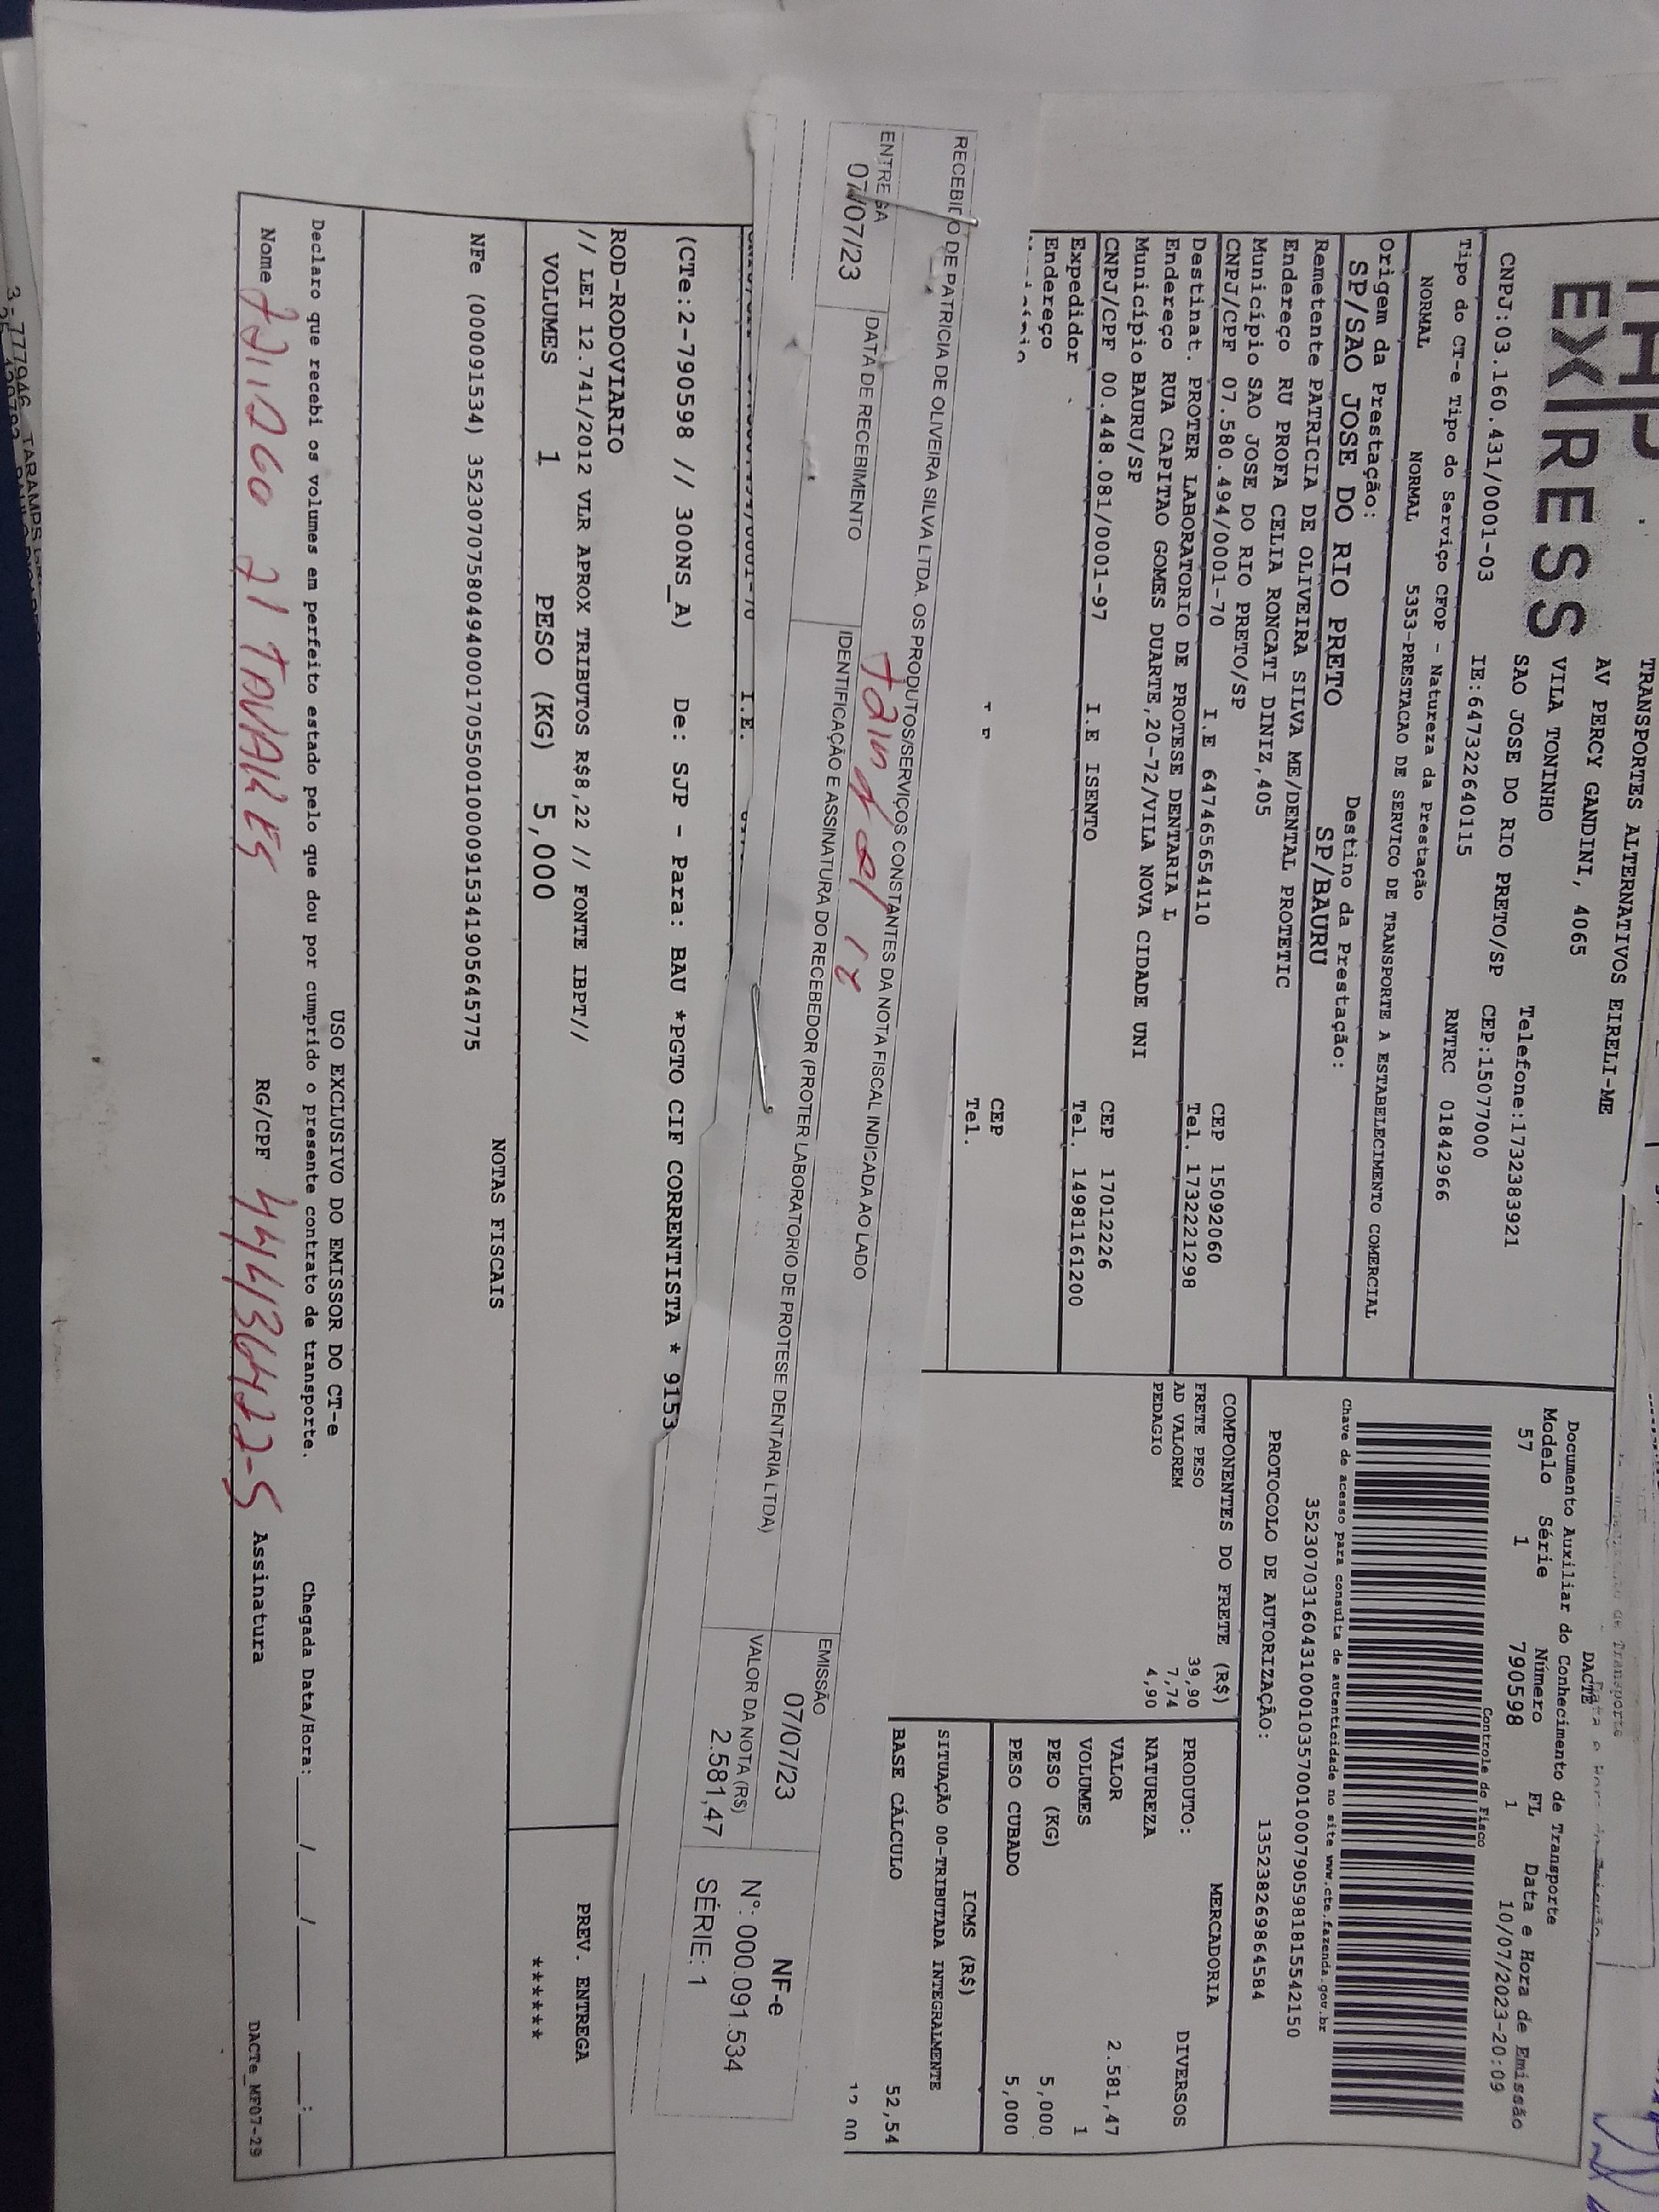 EXPRESS
TRANSPORTES ALTERNATIVOS EIRELI-ME
AV PERCY GANDINI, 4065
VILA TONINHO
SAO JOSE DO RIO PRETO/SP CEP:15077000
Telefone:1732383921
CNPJ:03.160.431/0001-03 IE:647322640115 RNTRC 01842966
Tipo do CT-e Tipo do Serviço CFOP - Natureza da Prestação
NORMAL NORMAL 5353-PRESTACAO DE SERVICO DE TRANSPORTE A ESTABELECIMENTO COMERCIAL
Origem da Prestação: Destino da Prestação:
SP/SAO JOSE DO RIO PRETO SP/BAURU
Remetente PATRICIA DE OLIVEIRA SILVA ME/DENTAL PROTETIC
Endereço RU PROFA CELIA RONCATI DINIZ,405
Município SAO JOSE DO RIO PRETO/SP CEP 15092060
CNPJ/CPF 07.580.494/0001-70 I.E 647465654110 Tel. 1732221298
Destinat. PROTER LABORATORIO DE PROTESE DENTARIA L
Endereço RUA CAPITAO GOMES DUARTE,20-72/VILA NOVA CIDADE UNI
Município BAURU/SP CEP 17012226
CNPJ/CPF 00.448.081/0001-97 I.E ISENTO Tel. 14981161200
Expedidor
Endereço CEP
Tel.
DACTE
Documento Auxiliar do Conhecimento de Transporte
Modelo Série Número FL Data e Hora de Emissão
57 1 790598 1 10/07/2023-20:09
Controle do Fisco
Chave de acesso para consulta de autenticidade no site www.cte.fazenda.gov.br
35230703160431000103570010007905981815542150
PROTOCOLO DE AUTORIZAÇÃO: 135238269864584
COMPONENTES DO FRETE (R$)
FRETE PESO 39,90
AD VALOREM 7,74
PEDAGIO 4,90
MERCADORIA
PRODUTO: DIVERSOS
NATUREZA
VALOR 2.581,47
VOLUMES 1
PESO (KG) 5,000
PESO CUBADO 5,000
ICMS (R$)
SITUAÇÃO 00-TRIBUTADA INTEGRALMENTE
BASE CÁLCULO 52,54
12,00
RECEBIDO DE PATRICIA DE OLIVEIRA SILVA LTDA. OS PRODUTOS/SERVIÇOS CONSTANTES DA NOTA FISCAL INDICADA AO LADO
ENTREGA
07/07/23
DATA DE RECEBIMENTO
IDENTIFICAÇÃO E ASSINATURA DO RECEBEDOR (PROTER LABORATORIO DE PROTESE DENTARIA LTDA)
EMISSÃO
07/07/23
VALOR DA NOTA (R$)
2.581,47
NF-e
Nº: 000.091.534
SÉRIE: 1
I.E.
(CTe:2-790598 // 300NS_A) De: SJP - Para: BAU *PGTO CIF CORRENTISTA * 9153
ROD-RODOVIARIO
// LEI 12.741/2012 VLR APROX TRIBUTOS R$8,22 // FONTE IBPT//
VOLUMES 1 PESO (KG) 5,000
PREV. ENTREGA
******
NOTAS FISCAIS
NFe (000091534) 35230707580494000170550010000915341905645775
USO EXCLUSIVO DO EMISSOR DO CT-e
Declaro que recebi os volumes em perfeito estado pelo que dou por cumprido o presente contrato de transporte. Chegada Data/Hora:____/____/____ ____:____
Nome TAVARES RG/CPF Assinatura
DACTe_MF07-29